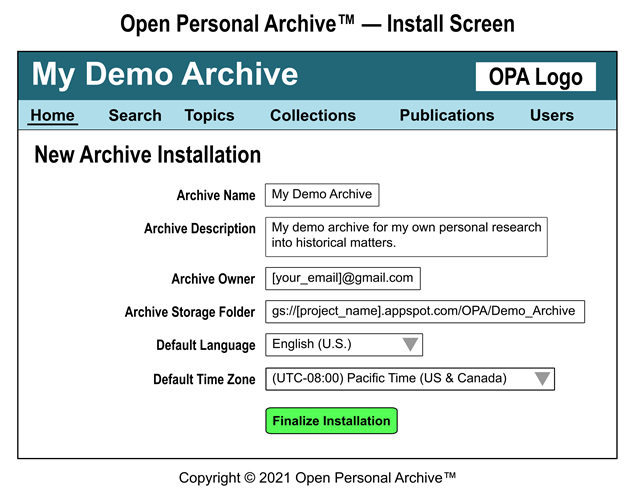 Open Personal Archive™ — Install Screen
My Demo Archive
OPA Logo
Home Search Topics Collections Publications Users
New Archive Installation
Archive Name My Demo Archive
Archive Description My demo archive for my own personal research
into historical matters.
Archive Owner [your_email]@gmail.com
Archive Storage Folder gs://[project_name].appspot.com/OPA/Demo_Archive
Default Language English (U.S.)
Default Time Zone (UTC-08:00) Pacific Time (US & Canada)
Finalize Installation
Copyright © 2021 Open Personal Archive™